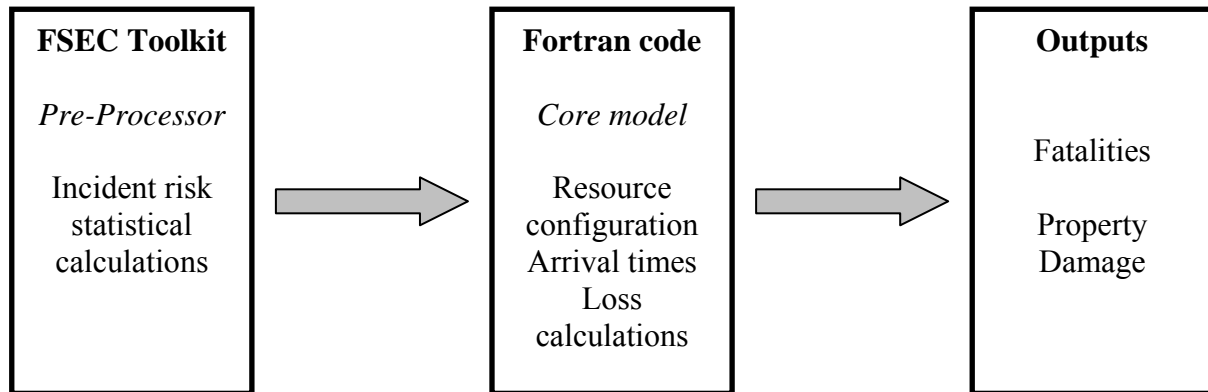 FSEC Toolkit
Pre-Processor
Incident risk
statistical
calculations
Fortran code
Core model
Resource
configuration
Arrival times
Loss
calculations
Outputs
Fatalities
Property
Damage